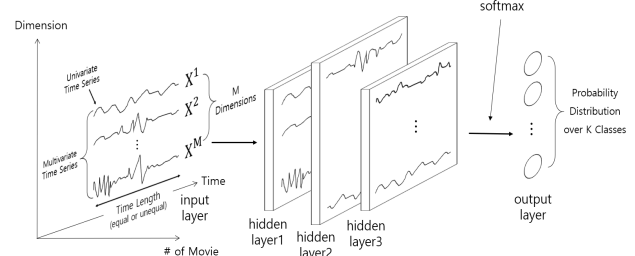 softmax
Dimension
Univariate
Time Series
X¹
X²
⋮
Xᴹ
M
Dimensions
Multivariate
Time Series
Time
Time Length
(equal or unequal)
input
layer
# of Movie
hidden
layer1
hidden
layer2
hidden
layer3
⋮
⋮
Probability
Distribution
over K Classes
output
layer